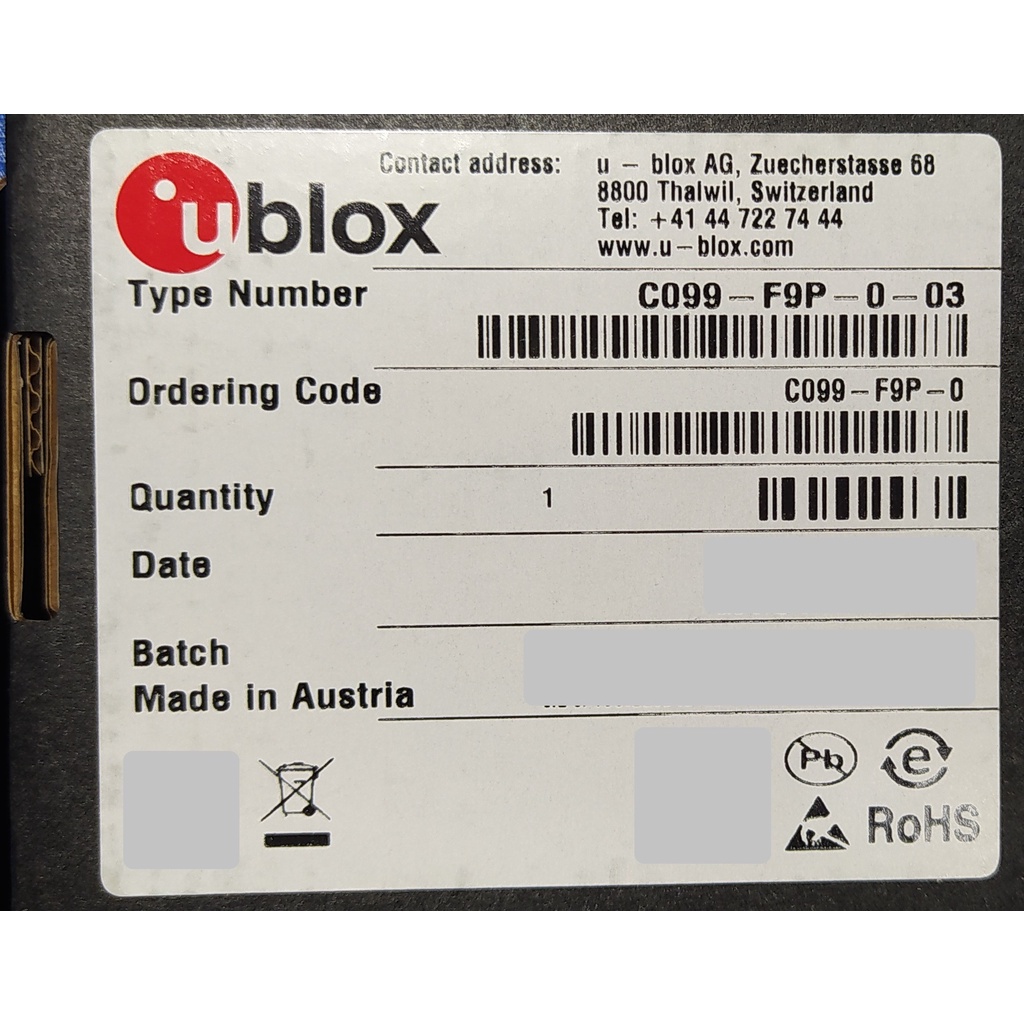 ublox
Contact address: u - blox AG, Zuecherstasse 68
8800 Thalwil, Switzerland
Tel: +41 44 722 74 44
www.u-blox.com
Type Number C099-F9P-0-03
Ordering Code C099-F9P-0
Quantity 1
Date
Batch
Made in Austria
Pb e
RoHS